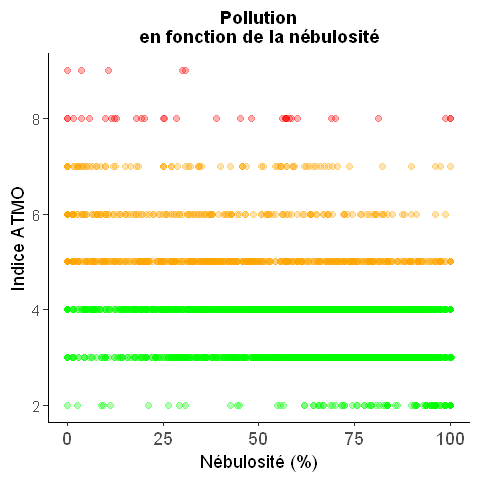 Pollution
en fonction de la nébulosité
Indice ATMO
8
6
4
2
0 25 50 75 100
Nébulosité (%)